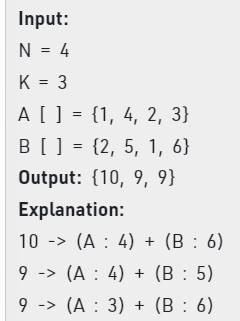 Input:
N = 4
K = 3
A [ ] = {1, 4, 2, 3}
B [ ] = {2, 5, 1, 6}
Output: {10, 9, 9}
Explanation:
10 -> (A : 4) + (B : 6)
9 -> (A : 4) + (B : 5)
9 -> (A : 3) + (B : 6)